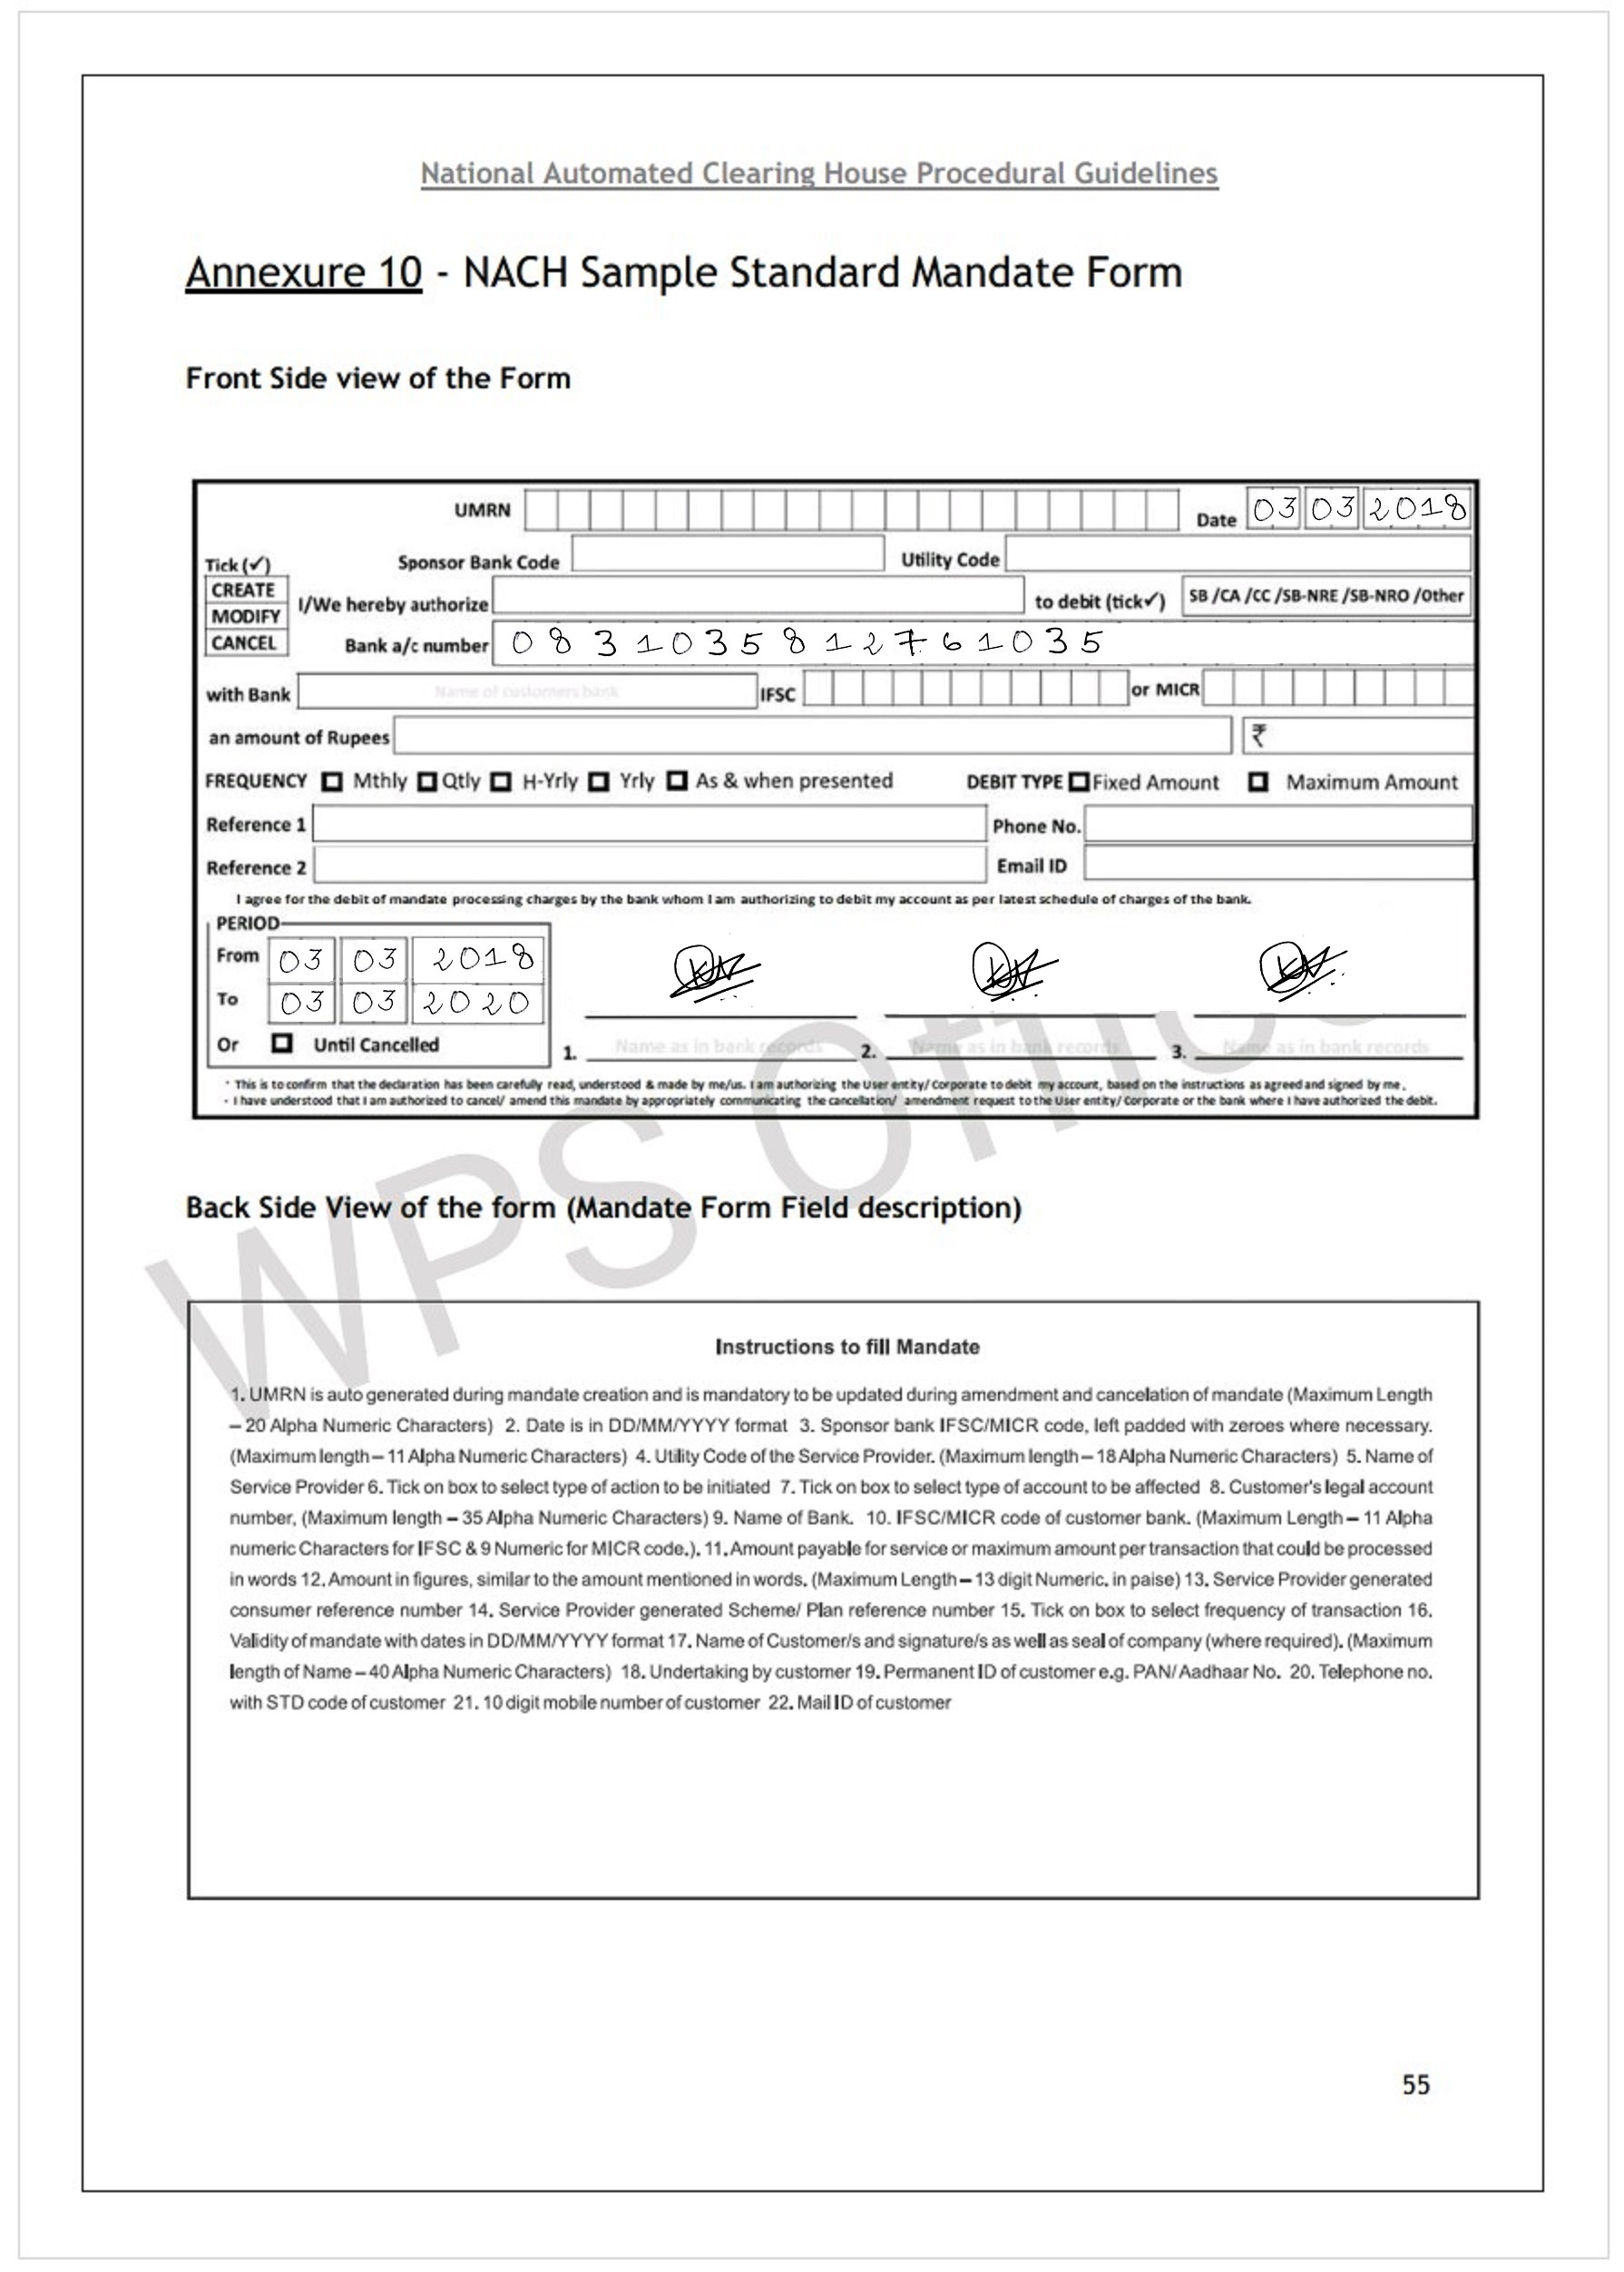 National Automated Clearing House Procedural Guidelines
Annexure 10 - NACH Sample Standard Mandate Form
Front Side view of the Form
UMRN Date 03 03 2018
Tick (✓) Sponsor Bank Code Utility Code
CREATE
MODIFY
CANCEL
I/We hereby authorize to debit (tick✓) SB /CA /CC /SB-NRE /SB-NRO /Other
Bank a/c number 083103581276 1035
with Bank Name of customers bank IFSC or MICR
an amount of Rupees ₹
FREQUENCY Mthly Qtly H-Yrly Yrly As & when presented DEBIT TYPE Fixed Amount Maximum Amount
Reference 1 Phone No.
Reference 2 Email ID
I agree for the debit of mandate processing charges by the bank whom I am authorizing to debit my account as per latest schedule of charges of the bank.
PERIOD
From 03 03 2018
To 03 03 2020
Or Until Cancelled
1. Name as in bank records 2. Name as in bank records 3. Name as in bank records
· This is to confirm that the declaration has been carefully read, understood & made by me/us. I am authorizing the User entity/ Corporate to debit my account, based on the instructions as agreed and signed by me.
· I have understood that I am authorized to cancel/ amend this mandate by appropriately communicating the cancellation/ amendment request to the User entity/ Corporate or the bank where I have authorized the debit.
WPS Office
Back Side View of the form (Mandate Form Field description)
Instructions to fill Mandate
1. UMRN is auto generated during mandate creation and is mandatory to be updated during amendment and cancelation of mandate (Maximum Length
– 20 Alpha Numeric Characters) 2. Date is in DD/MM/YYYY format 3. Sponsor bank IFSC/MICR code, left padded with zeroes where necessary.
(Maximum length – 11 Alpha Numeric Characters) 4. Utility Code of the Service Provider. (Maximum length – 18 Alpha Numeric Characters) 5. Name of
Service Provider 6. Tick on box to select type of action to be initiated 7. Tick on box to select type of account to be affected 8. Customer's legal account
number, (Maximum length – 35 Alpha Numeric Characters) 9. Name of Bank. 10. IFSC/MICR code of customer bank. (Maximum Length – 11 Alpha
numeric Characters for IFSC & 9 Numeric for MICR code.). 11. Amount payable for service or maximum amount per transaction that could be processed
in words 12. Amount in figures, similar to the amount mentioned in words. (Maximum Length – 13 digit Numeric, in paise) 13. Service Provider generated
consumer reference number 14. Service Provider generated Scheme/ Plan reference number 15. Tick on box to select frequency of transaction 16.
Validity of mandate with dates in DD/MM/YYYY format 17. Name of Customer/s and signature/s as well as seal of company (where required). (Maximum
length of Name – 40 Alpha Numeric Characters) 18. Undertaking by customer 19. Permanent ID of customer e.g. PAN/ Aadhaar No. 20. Telephone no.
with STD code of customer 21. 10 digit mobile number of customer 22. Mail ID of customer
55